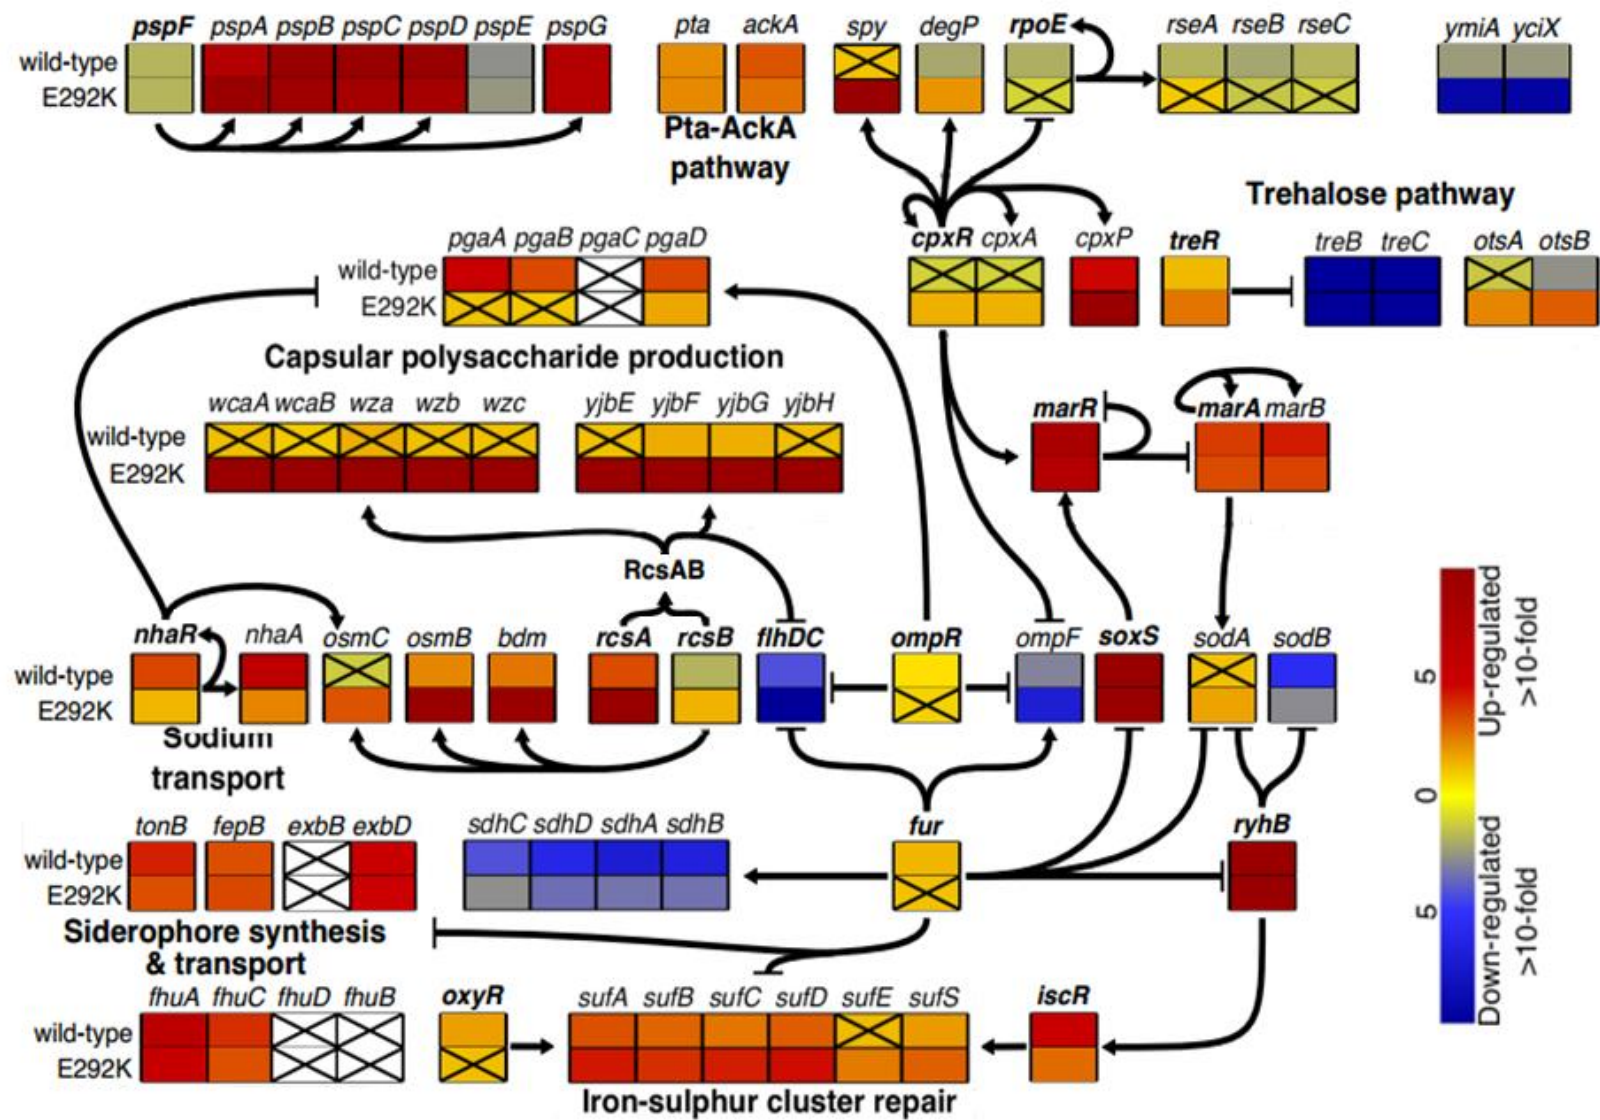 pspF pspA pspB pspC pspD pspE pspG pta ackA spy degP rpoE rseA rseB rseC ymiA yciX
wild-type
E292K
Pta-AckA
pathway
Trehalose pathway
pgaA pgaB pgaC pgaD cpxR cpxA cpxP treR treB treC otsA otsB
wild-type
E292K
Capsular polysaccharide production
wcaA wcaB wza wzb wzc yjbE yjbF yjbG yjbH marR marA marB
wild-type
E292K
RcsAB
nhaR nhaA osmC osmB bdm rcsA rcsB flhDC ompR ompF soxS sodA sodB
wild-type
E292K
Sodium
transport
tonB fepB exbB exbD sdhC sdhD sdhA sdhB fur ryhB
wild-type
E292K
Siderophore synthesis
& transport
fhuA fhuC fhuD fhuB oxyR sufA sufB sufC sufD sufE sufS iscR
wild-type
E292K
Iron-sulphur cluster repair
5
0
5
Up-regulated
>10-fold
Down-regulated
>10-fold